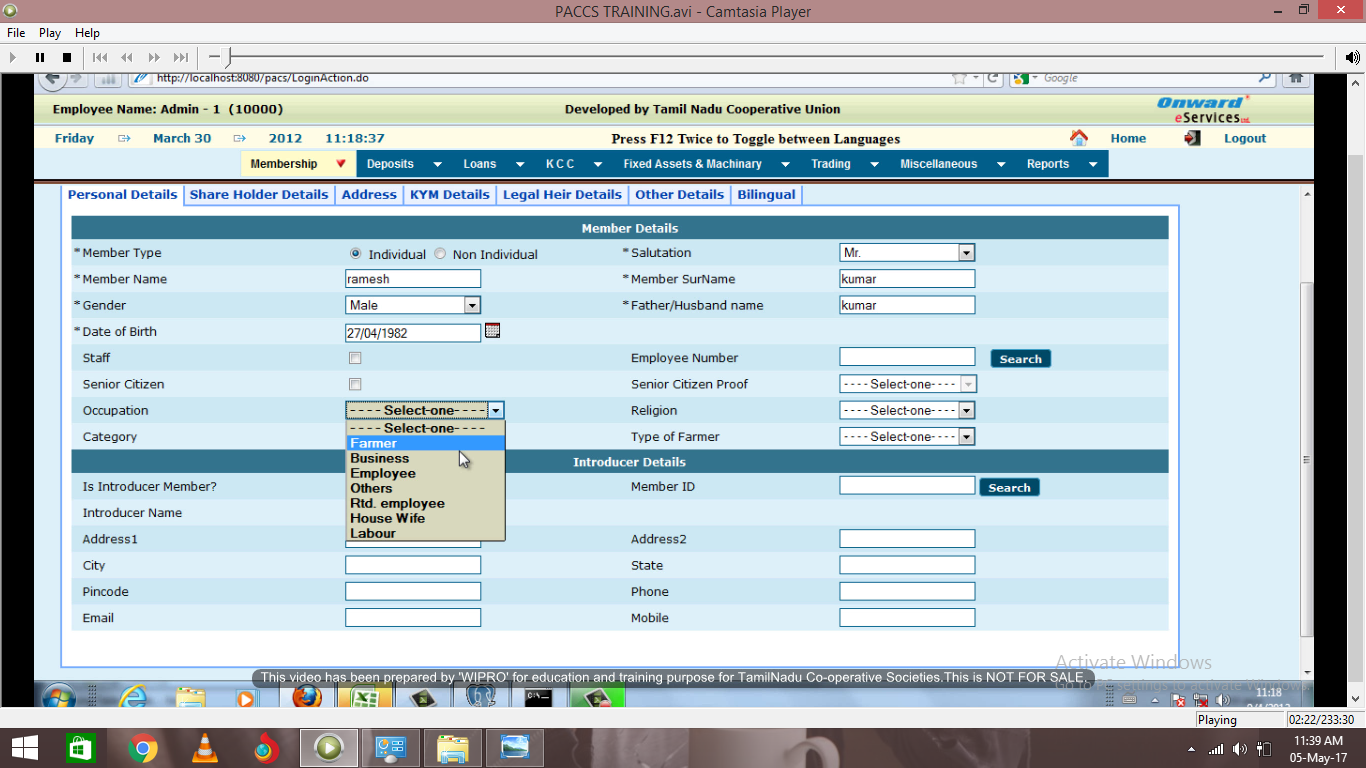 PACCS TRAINING.avi - Camtasia Player
File Play Help
http://localhost:8080/pacs/LoginAction.do
Google
Employee Name: Admin - 1 (10000) Developed by Tamil Nadu Cooperative Union
Onward
eServices LTD.
Friday March 30 2012 11:18:37 Press F12 Twice to Toggle between Languages Home Logout
Membership Deposits Loans K C C Fixed Assets & Machinary Trading Miscellaneous Reports
Personal Details Share Holder Details Address KYM Details Legal Heir Details Other Details Bilingual
Member Details
*Member Type Individual Non Individual *Salutation Mr.
*Member Name ramesh *Member SurName kumar
*Gender Male *Father/Husband name kumar
*Date of Birth 27/04/1982
Staff Employee Number Search
Senior Citizen Senior Citizen Proof ----Select-one----
Occupation ----Select-one---- Religion ----Select-one----
----Select-one----
Category Farmer Type of Farmer ----Select-one----
Business
Introducer Details
Employee
Is Introducer Member? Others Member ID Search
Rtd. employee
Introducer Name House Wife
Labour
Address1 Address2
City State
Pincode Phone
Email Mobile
Activate Windows
This video has been prepared by 'WIPRO' for education and training purpose for TamilNadu Co-operative Societies.This is NOT FOR SALE.
11:18
Playing 02:22/233:30
11:39 AM
05-May-17